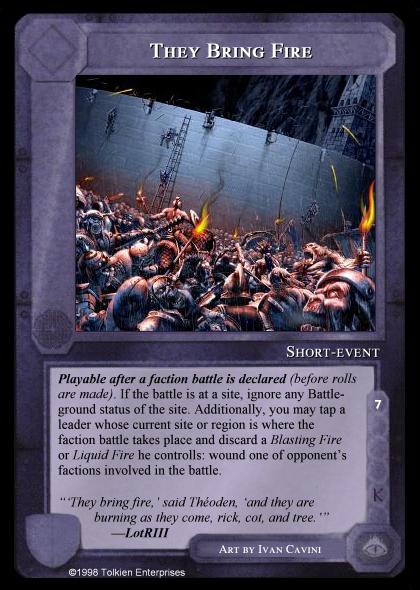 They Bring Fire
Short-event
Playable after a faction battle is declared (before rolls
are made). If the battle is at a site, ignore any Battle-
ground status of the site. Additionally, you may tap a
leader whose current site or region is where the
faction battle takes place and discard a Blasting Fire
or Liquid Fire he controls: wound one of opponent's
factions involved in the battle.
7
“‘They bring fire,’ said Théoden, ‘and they are
burning as they come, rick, cot, and tree.’”
—LotRIII
K
Art by Ivan Cavini
©1998 Tolkien Enterprises